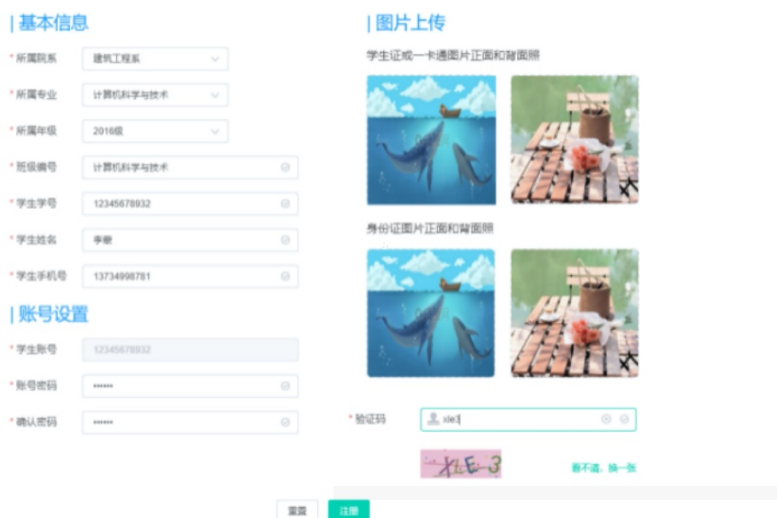 基本信息
* 所属院系 建筑工程系
* 所属专业 计算机科学与技术
* 所属年级 2016级
* 班级编号 计算机科学与技术
* 学生学号 12345678932
* 学生姓名 李
* 学生手机号 13734998781
账号设置
* 学生账号 12345678932
* 账号密码 ••••••
* 确认密码 ••••••
图片上传
学生证或一卡通图片正面和背面照
身份证图片正面和背面照
* 验证码 xle3
XLE3
看不清，换一张
重置 注册